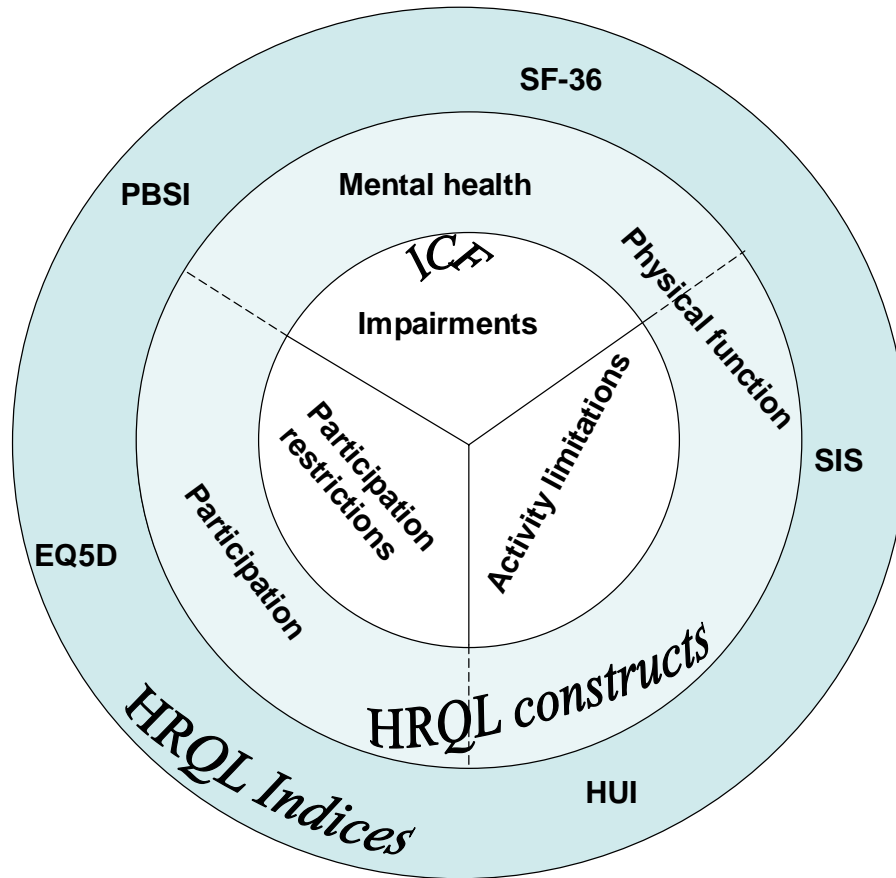 SF-36
PBSI
Mental health
ICF
Physical function
Impairments
Activity limitations
Participation
restrictions
SIS
Participation
EQ5D
HRQL constructs
HRQL Indices
HUI